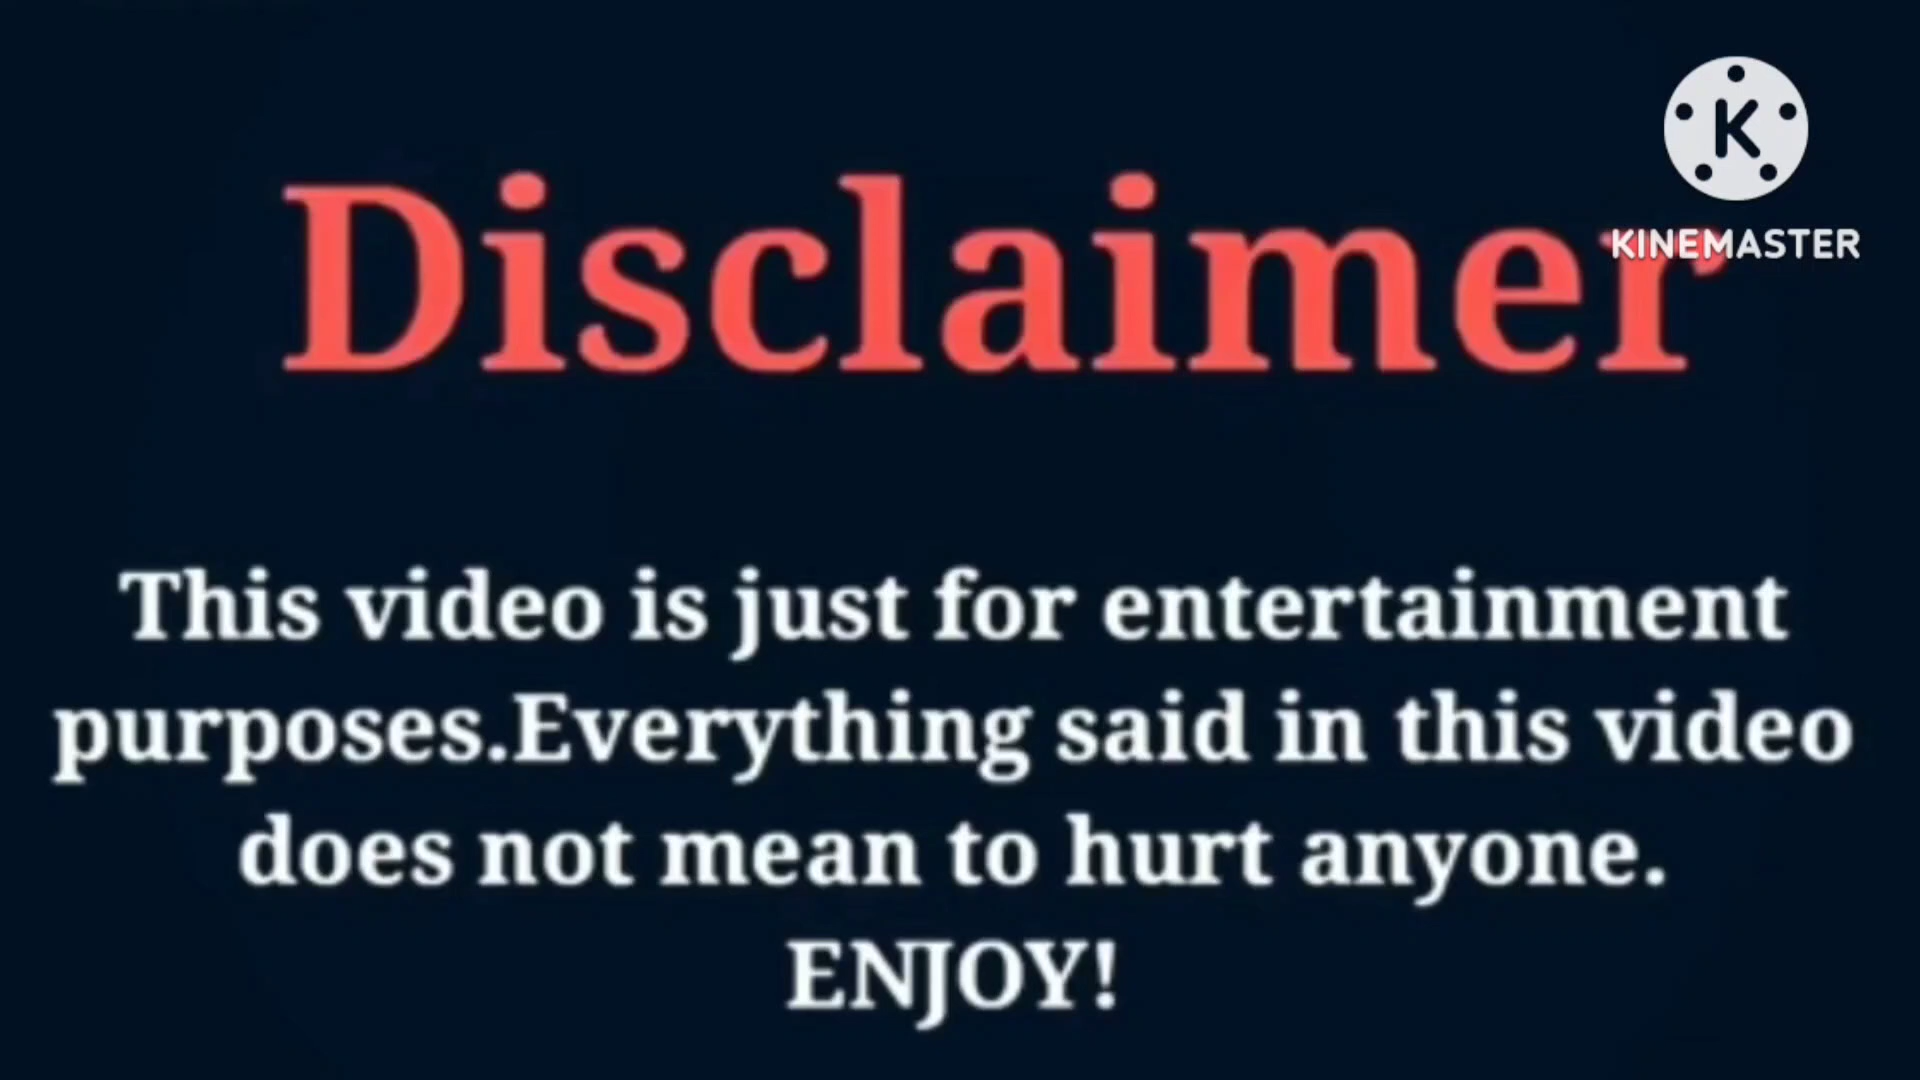 K
KINEMASTER
Disclaimer
This video is just for entertainment
purposes.Everything said in this video
does not mean to hurt anyone.
ENJOY!